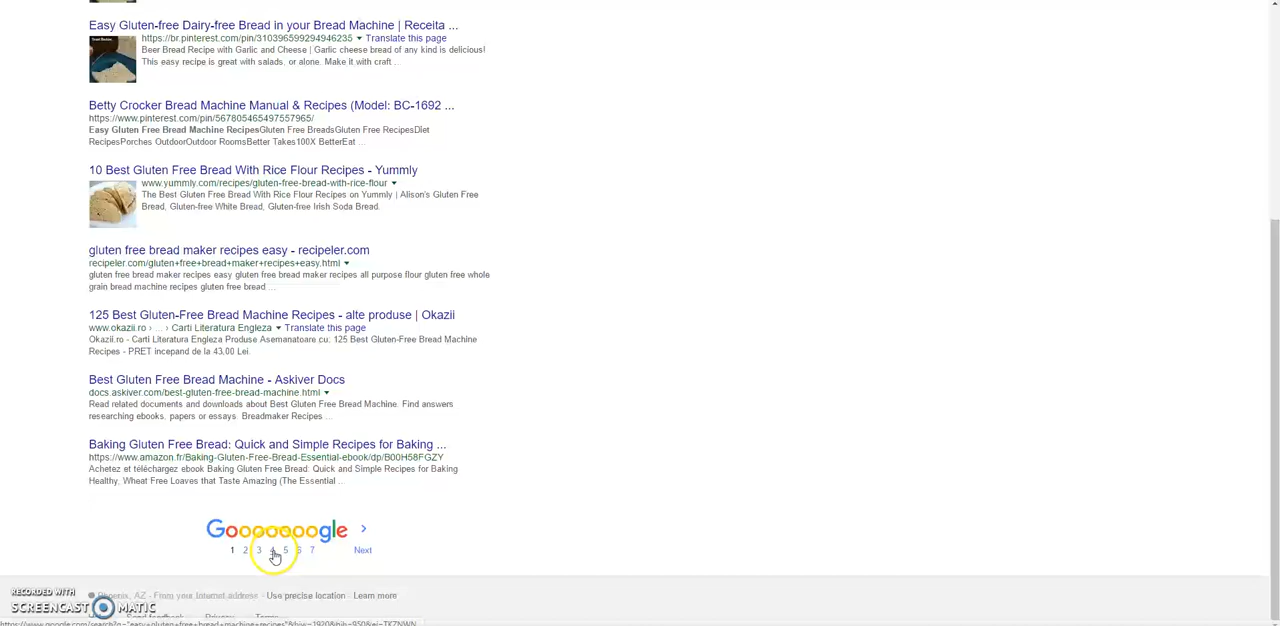 Easy Gluten-free Dairy-free Bread in your Bread Machine | Receita ...
https://br.pinterest.com/pin/310396599294946235 ▾ Translate this page
Beer Bread Recipe with Garlic and Cheese | Garlic cheese bread of any kind is delicious!
This easy recipe is great with salads, or alone. Make it with craft ...
Betty Crocker Bread Machine Manual & Recipes (Model: BC-1692 ...
https://www.pinterest.com/pin/567805465497557965/
Easy Gluten Free Bread Machine RecipesGluten Free BreadsGluten Free RecipesDiet
RecipesPorches OutdoorOutdoor RoomsBetter Takes100X BetterEat ...
10 Best Gluten Free Bread With Rice Flour Recipes - Yummly
www.yummly.com/recipes/gluten-free-bread-with-rice-flour ▾
The Best Gluten Free Bread With Rice Flour Recipes on Yummly | Alison's Gluten Free
Bread, Gluten-free White Bread, Gluten-free Irish Soda Bread.
gluten free bread maker recipes easy - recipeler.com
recipeler.com/gluten+free+bread+maker+recipes+easy.html ▾
gluten free bread maker recipes easy gluten free bread maker recipes all purpose flour gluten free whole
grain bread machine recipes gluten free bread ...
125 Best Gluten-Free Bread Machine Recipes - alte produse | Okazii
www.okazii.ro › ... › Carti Literatura Engleza ▾ Translate this page
Okazii.ro - Carti Literatura Engleza Produse Asemanatoare cu: 125 Best Gluten-Free Bread Machine
Recipes - PRET incepand de la 43,00 Lei.
Best Gluten Free Bread Machine - Askiver Docs
docs.askiver.com/best-gluten-free-bread-machine.html ▾
Read related documents and downloads about Best Gluten Free Bread Machine. Find answers
researching ebooks, papers or essays. Breadmaker Recipes ...
Baking Gluten Free Bread: Quick and Simple Recipes for Baking ...
https://www.amazon.fr/Baking-Gluten-Free-Bread-Essential-ebook/dp/B00H58FGZY
Achetez et téléchargez ebook Baking Gluten Free Bread: Quick and Simple Recipes for Baking
Healthy, Wheat Free Loaves that Taste Amazing (The Essential ...
Gooooooogle >
1 2 3 4 5 6 7 Next
Phoenix, AZ - From your Internet address - Use precise location - Learn more
Send feedback Privacy Terms
RECORDED WITH
SCREENCAST MATIC